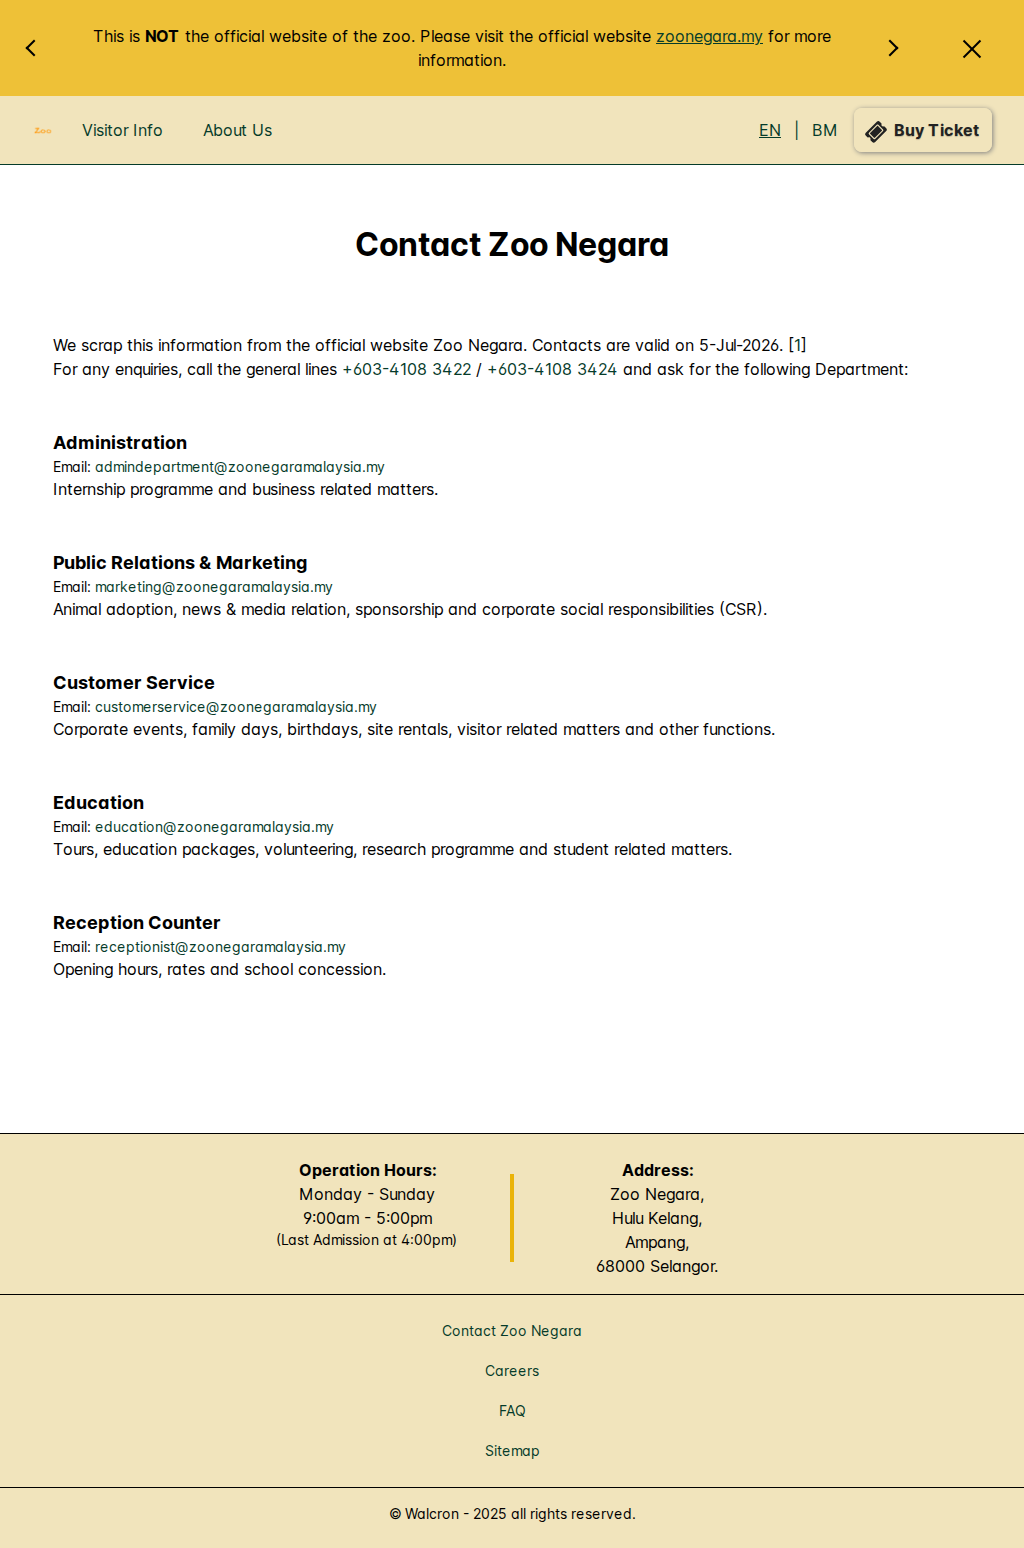 This is NOT the official website of the zoo. Please visit the official website zoonegara.my for more
information.
Zoo
Visitor Info
About Us
EN | BM
Buy Ticket
Contact Zoo Negara
We scrap this information from the official website Zoo Negara. Contacts are valid on 5-Jul-2026. [1]
For any enquiries, call the general lines +603-4108 3422 / +603-4108 3424 and ask for the following Department:
Administration
Email: admindepartment@zoonegaramalaysia.my
Internship programme and business related matters.
Public Relations & Marketing
Email: marketing@zoonegaramalaysia.my
Animal adoption, news & media relation, sponsorship and corporate social responsibilities (CSR).
Customer Service
Email: customerservice@zoonegaramalaysia.my
Corporate events, family days, birthdays, site rentals, visitor related matters and other functions.
Education
Email: education@zoonegaramalaysia.my
Tours, education packages, volunteering, research programme and student related matters.
Reception Counter
Email: receptionist@zoonegaramalaysia.my
Opening hours, rates and school concession.
Operation Hours:
Monday - Sunday
9:00am - 5:00pm
(Last Admission at 4:00pm)
Address:
Zoo Negara,
Hulu Kelang,
Ampang,
68000 Selangor.
Contact Zoo Negara
Careers
FAQ
Sitemap
© Walcron - 2025 all rights reserved.